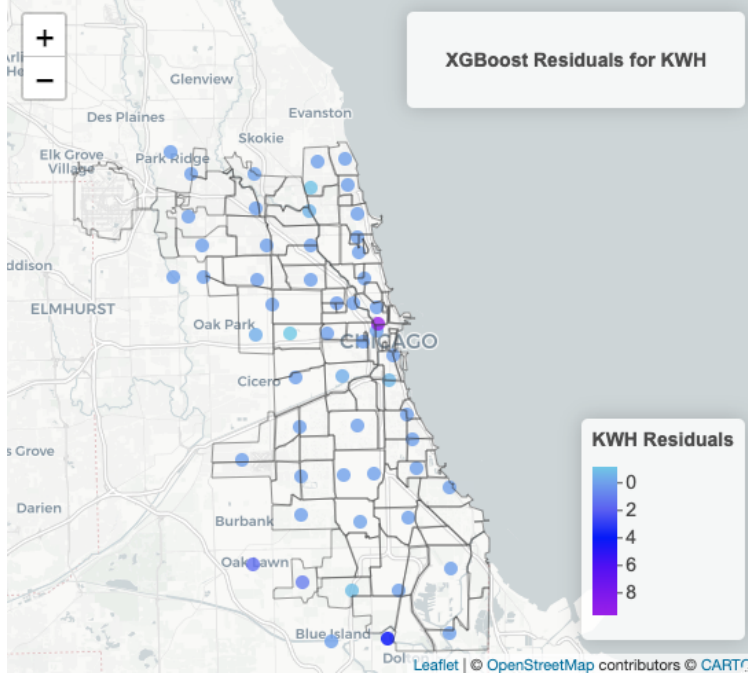 +
−
XGBoost Residuals for KWH
Glenview
Evanston
Des Plaines
Skokie
Elk Grove
Village
Park Ridge
ddison
ELMHURST
Oak Park
CHICAGO
Cicero
s Grove
Darien
Burbank
Oak Lawn
Blue Island
KWH Residuals
0
2
4
6
8
Leaflet | © OpenStreetMap contributors © CARTO